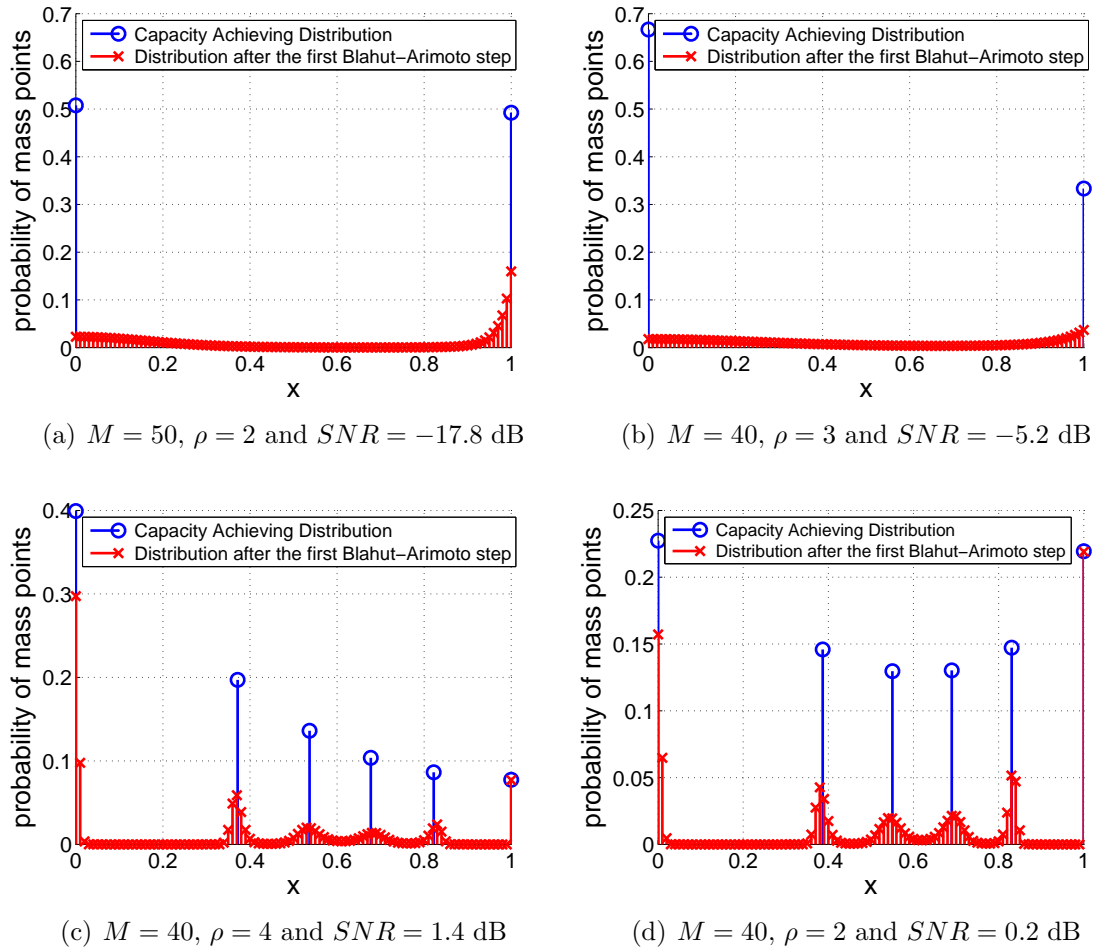 0.5
0.4
0.3
0.2
0.1
0
0 0.2 0.4 0.6 0.8 1
probability of mass points
x
Capacity Achieving Distribution
Distribution after the first Blahut−Arimoto step
(a) M = 50, ρ = 2 and SNR = −17.8 dB
0.7
0.6
0.5
0.4
0.3
0.2
0.1
0
0 0.2 0.4 0.6 0.8 1
probability of mass points
x
Capacity Achieving Distribution
Distribution after the first Blahut−Arimoto step
(b) M = 40, ρ = 3 and SNR = −5.2 dB
0.4
0.3
0.2
0.1
0
0 0.2 0.4 0.6 0.8 1
probability of mass points
x
Capacity Achieving Distribution
Distribution after the first Blahut−Arimoto step
(c) M = 40, ρ = 4 and SNR = 1.4 dB
0.25
0.2
0.15
0.1
0.05
0
0 0.2 0.4 0.6 0.8 1
probability of mass points
x
Capacity Achieving Distribution
Distribution after the first Blahut−Arimoto step
(d) M = 40, ρ = 2 and SNR = 0.2 dB